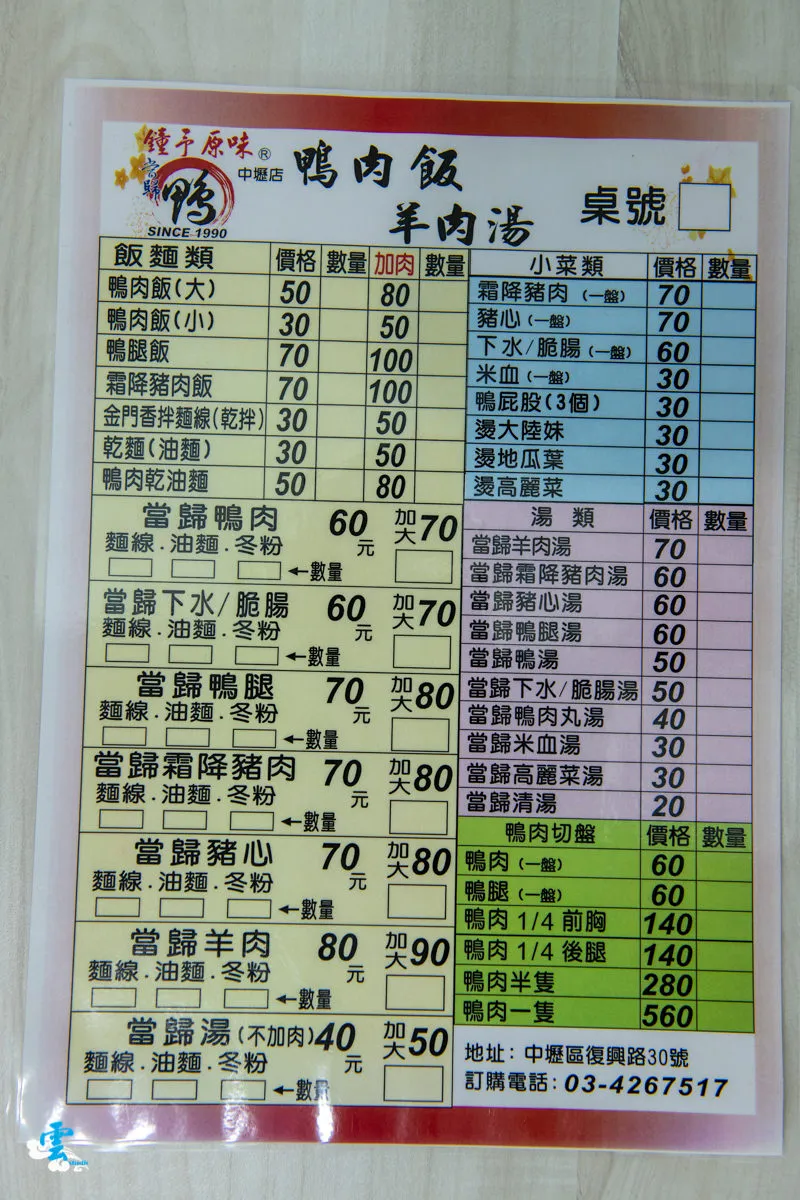 鐘予原味®
當歸鴨
SINCE 1990
中壢店
鴨肉飯
羊肉湯
桌號
飯麵類 價格 數量 加肉 數量
鴨肉飯(大) 50 80
鴨肉飯(小) 30 50
鴨腿飯 70 100
霜降豬肉飯 70 100
金門香拌麵線(乾拌) 30 50
乾麵(油麵) 30 50
鴨肉乾油麵 50 80
當歸鴨肉 60元 加大70
麵線.油麵.冬粉
←數量
當歸下水/脆腸 60元 加大70
麵線.油麵.冬粉
←數量
當歸鴨腿 70元 加大80
麵線.油麵.冬粉
←數量
當歸霜降豬肉 70元 加大80
麵線.油麵.冬粉
←數量
當歸豬心 70元 加大80
麵線.油麵.冬粉
←數量
當歸羊肉 80元 加大90
麵線.油麵.冬粉
←數量
當歸湯(不加肉)40元 加大50
麵線.油麵.冬粉
←數量
小菜類 價格 數量
霜降豬肉(一盤) 70
豬心(一盤) 70
下水/脆腸(一盤) 60
米血(一盤) 30
鴨屁股(3個) 30
燙大陸妹 30
燙地瓜葉 30
燙高麗菜 30
湯類 價格 數量
當歸羊肉湯 70
當歸霜降豬肉湯 60
當歸豬心湯 60
當歸鴨腿湯 60
當歸鴨湯 50
當歸下水/脆腸湯 50
當歸鴨肉丸湯 40
當歸米血湯 30
當歸高麗菜湯 30
當歸清湯 20
鴨肉切盤 價格 數量
鴨肉(一盤) 60
鴨腿(一盤) 60
鴨肉 1/4 前胸 140
鴨肉 1/4 後腿 140
鴨肉半隻 280
鴨肉一隻 560
地址: 中壢區復興路30號
訂購電話: 03-4267517
雲